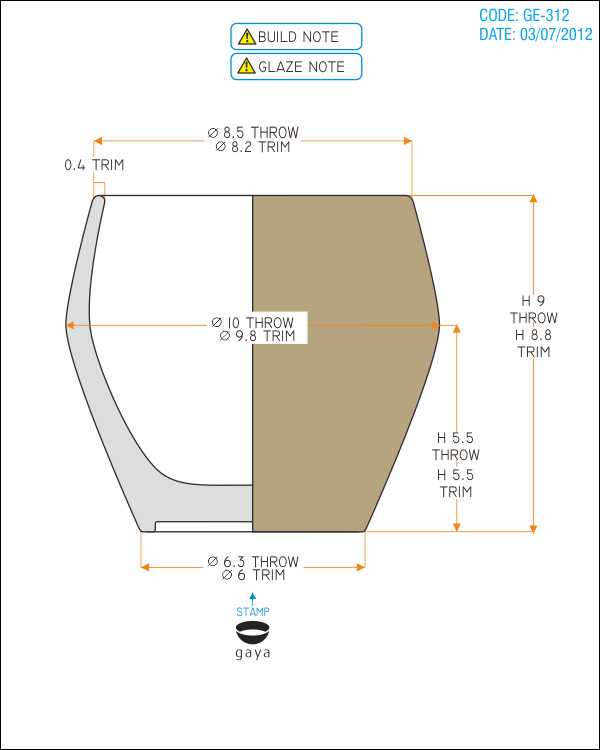 CODE: GE-312
DATE: 03/07/2012
BUILD NOTE
GLAZE NOTE
Ø 8.5 THROW
Ø 8.2 TRIM
0.4 TRIM
Ø 10 THROW
Ø 9.8 TRIM
H 9
THROW
H 8.8
TRIM
H 5.5
THROW
H 5.5
TRIM
Ø 6.3 THROW
Ø 6 TRIM
STAMP
gaya